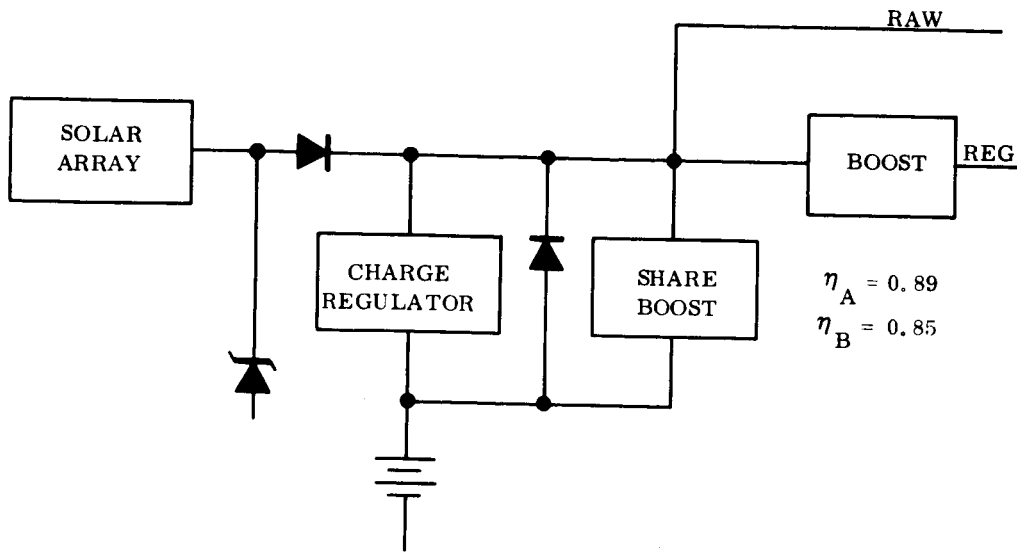 RAW
SOLAR
ARRAY
BOOST
REG
CHARGE
REGULATOR
SHARE
BOOST
η_A = 0.89
η_B = 0.85